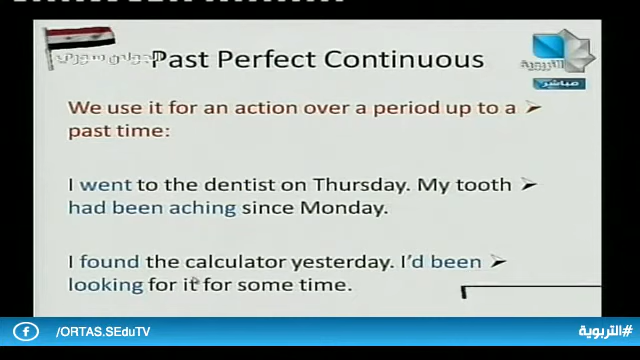 الجولان سوري
Past Perfect Continuous
التربوية
مباشر
We use it for an action over a period up to a
past time:
I went to the dentist on Thursday. My tooth
had been aching since Monday.
I found the calculator yesterday. I'd been
looking for it for some time.
/ORTAS.SEduTV
#التربوية